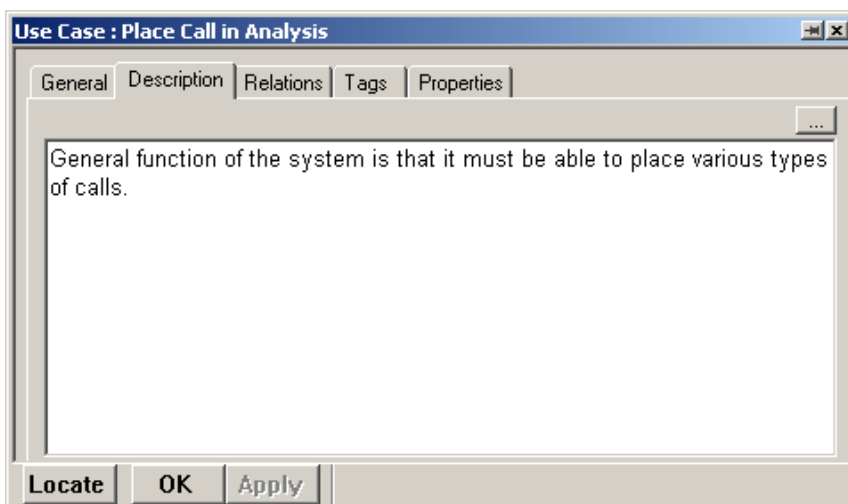 Use Case : Place Call in Analysis
General Description Relations Tags Properties
...
General function of the system is that it must be able to place various types
of calls.
Locate OK Apply